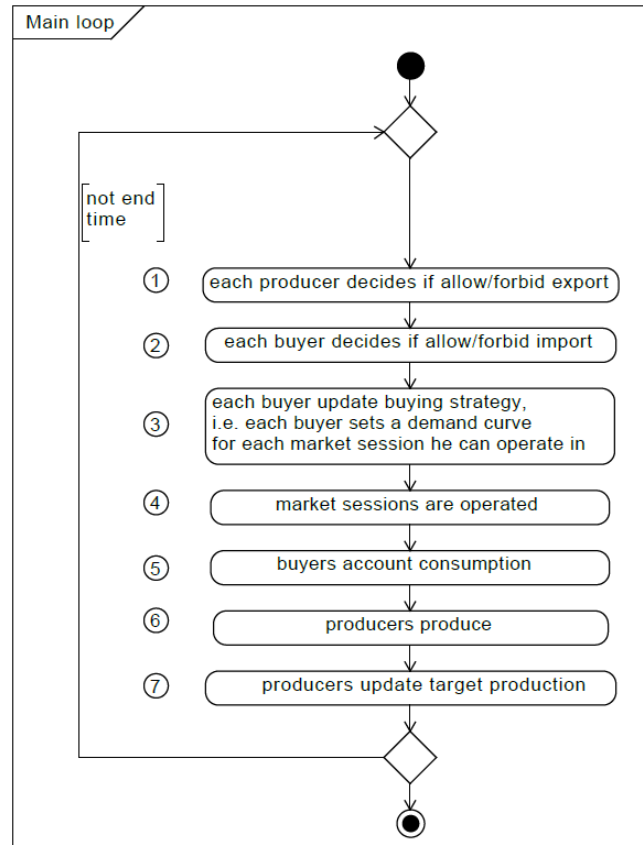 Main loop
not end
time
① each producer decides if allow/forbid export
② each buyer decides if allow/forbid import
③ each buyer update buying strategy,
i.e. each buyer sets a demand curve
for each market session he can operate in
④ market sessions are operated
⑤ buyers account consumption
⑥ producers produce
⑦ producers update target production